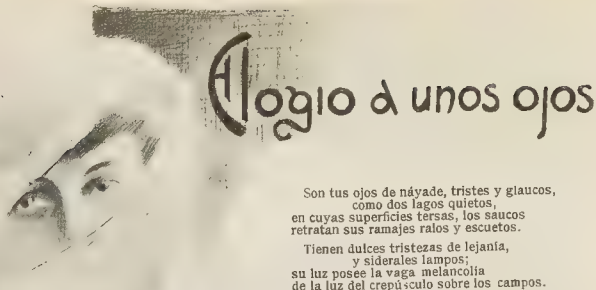 Elogio á unos ojos
Son tus ojos de náyade, tristes y glaucos,
como dos lagos quietos,
en cuyas superficies tersas, los saucos
retratan sus ramajes ralos y escuetos.
Tienen dulces tristezas de lejanía,
y siderales lampos;
su luz posee la vaga melancolía
de la luz del crepúsculo sobre los campos.